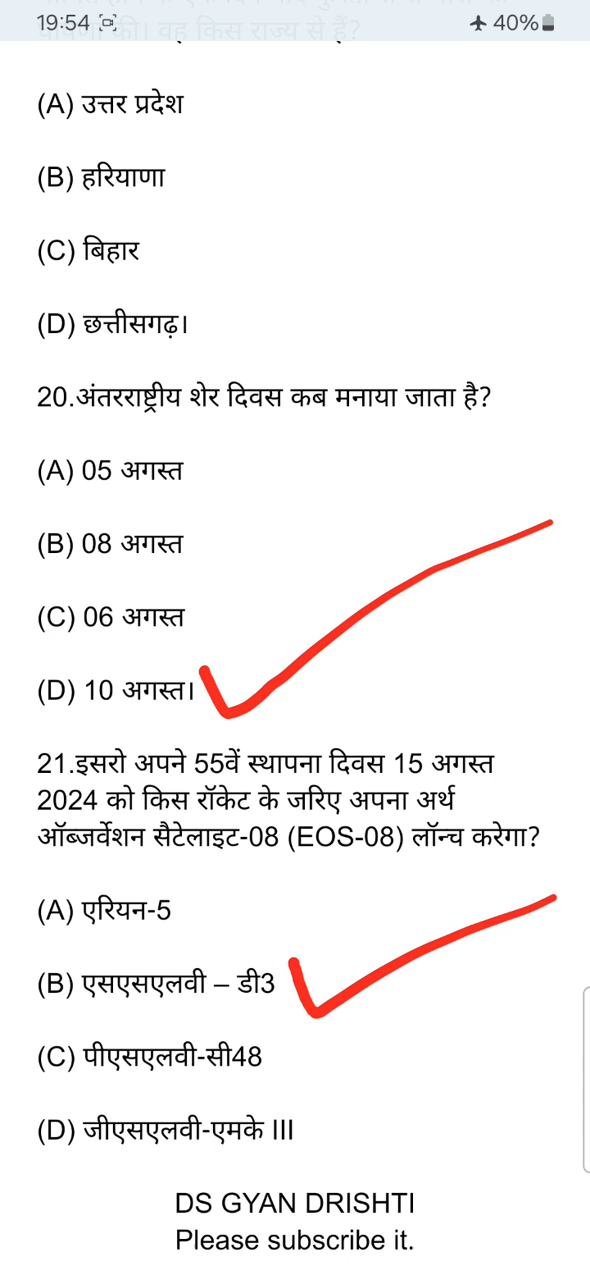 19:54
40%
की। वह किस राज्य से हैं?
(A) उत्तर प्रदेश
(B) हरियाणा
(C) बिहार
(D) छत्तीसगढ़।
20.अंतरराष्ट्रीय शेर दिवस कब मनाया जाता है?
(A) 05 अगस्त
(B) 08 अगस्त
(C) 06 अगस्त
(D) 10 अगस्त।
21.इसरो अपने 55वें स्थापना दिवस 15 अगस्त
2024 को किस रॉकेट के जरिए अपना अर्थ
ऑब्जर्वेशन सैटेलाइट-08 (EOS-08) लॉन्च करेगा?
(A) एरियन-5
(B) एसएसएलवी – डी3
(C) पीएसएलवी-सी48
(D) जीएसएलवी-एमके III
DS GYAN DRISHTI
Please subscribe it.